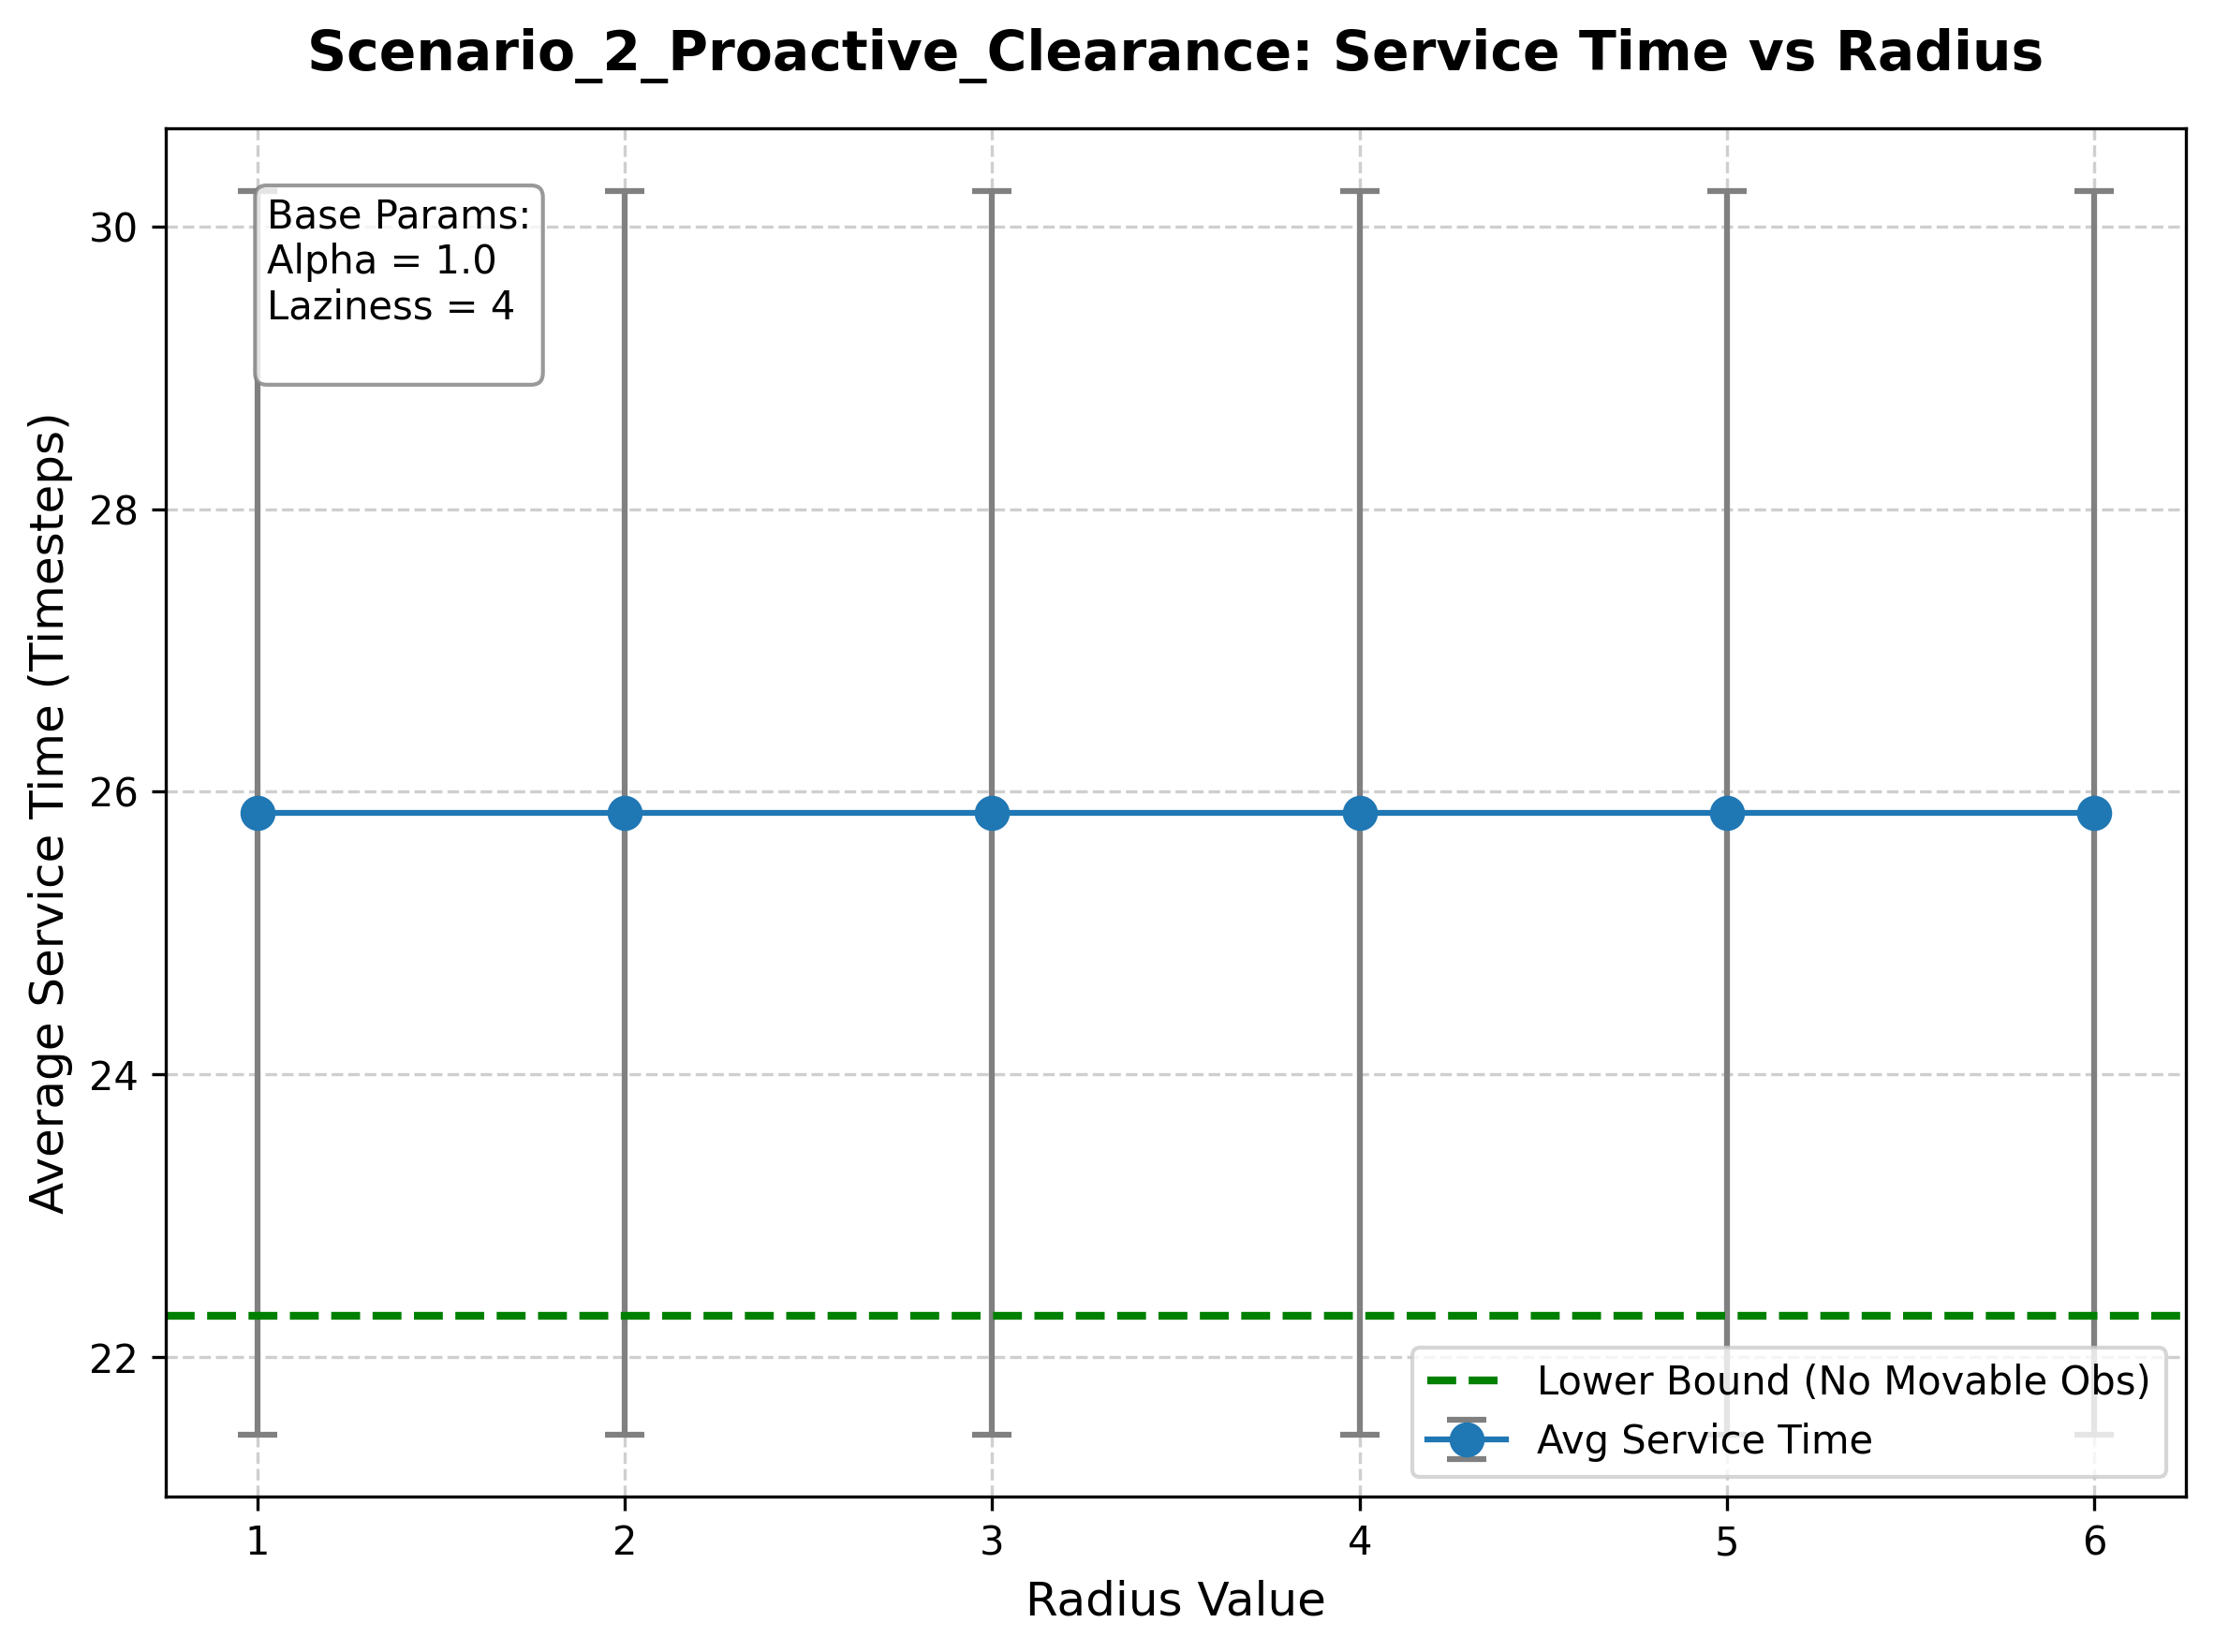 Scenario_2_Proactive_Clearance: Service Time vs Radius
Average Service Time (Timesteps)
30
28
26
24
22
Base Params:
Alpha = 1.0
Laziness = 4
Lower Bound (No Movable Obs)
Avg Service Time
1 2 3 4 5 6
Radius Value